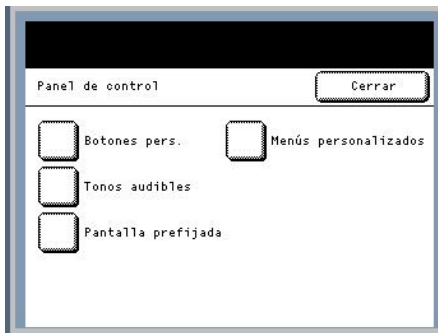 Panel de control
Cerrar
Botones pers.
Menús personalizados
Tonos audibles
Pantalla prefijada